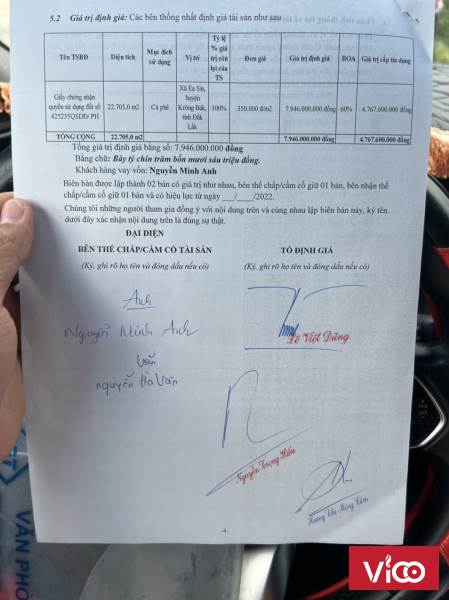 5.2 Giá trị định giá: Các bên thống nhất định giá tài sản như sau
Tên TSBĐ Diện tích Mục đích sử dụng Vị trí Tỷ lệ % giá trị còn lại của TS Đơn giá Giá trị định giá BOA Giá trị cấp tín dụng
Giấy chứng nhận quyền sử dụng đất số 425235QSDĐ/ PH 22.705,0 m2 Cà phê Xã Ea Sin, huyện Krông Búk, tỉnh Đắk Lắk 100% 350.000 đ/m2 7.946.000.000 đồng 60% 4.767.600.000 đồng
TỔNG CỘNG 22.705,0 m2 7.946.000.000 đồng 4.767.600.000 đồng
Tổng giá trị định giá bằng số: 7.946.000.000 đồng
Bằng chữ: Bảy tỷ chín trăm bốn mươi sáu triệu đồng.
Khách hàng vay vốn: Nguyễn Minh Anh
Biên bản được lập thành 02 bản có giá trị như nhau, bên thế chấp/cầm cố giữ 01 bản, bên nhận thế
chấp/cầm cố giữ 01 bản và có hiệu lực từ ngày ___/___/2022.
Chúng tôi những người tham gia đồng ý với nội dung trên và cùng nhau lập biên bản này, ký tên
dưới đây xác nhận nội dung trên là đúng sự thật.
ĐẠI DIỆN
BÊN THẾ CHẤP/CẦM CỐ TÀI SẢN TỔ ĐỊNH GIÁ
(Ký, ghi rõ họ tên và đóng dấu nếu có) (Ký, ghi rõ họ tên và đóng dấu nếu có)
Anh
Nguyễn Minh Anh
Lê Việt Dũng
Vân
nguyễn Hà Vân
Nguyễn Trọng Hiếu
-4-
VĂN PHÒ
ViCO